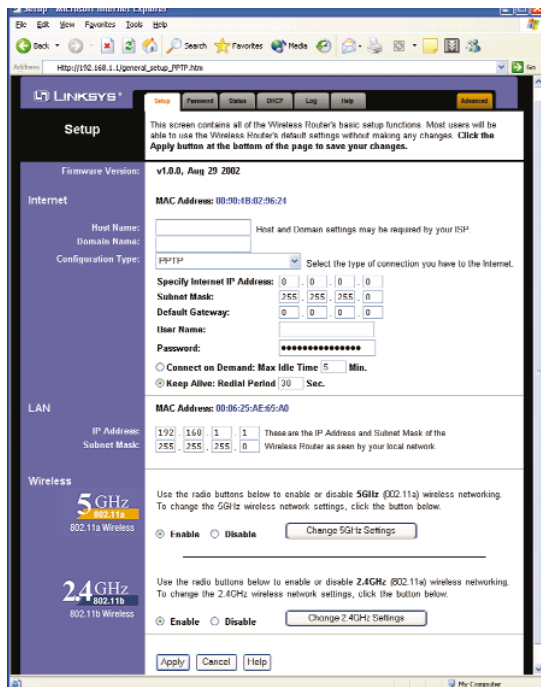 Setup - Microsoft Internet Explorer
File Edit View Favorites Tools Help
Back Search Favorites Media
Address Http://192.168.1.1/general_setup_PPTP.htm Go
LINKSYS®
Setup Password Status DHCP Log Help Advanced
Setup
This screen contains all of the Wireless Router's basic setup functions. Most users will be
able to use the Wireless Router's default settings without making any changes. Click the
Apply button at the bottom of the page to save your changes.
Firmware Version: v1.0.0, Aug 29 2002
Internet MAC Address: 00:90:4B:02:96:24
Host Name: Host and Domain settings may be required by your ISP.
Domain Name:
Configuration Type: PPTP Select the type of connection you have to the Internet.
Specify Internet IP Address: 0 . 0 . 0 . 0
Subnet Mask: 255 . 255 . 255 . 0
Default Gateway: 0 . 0 . 0 . 0
User Name:
Password: •••••••••••••••
Connect on Demand: Max Idle Time 5 Min.
Keep Alive: Redial Period 30 Sec.
LAN MAC Address: 00:06:25:AE:65:A0
IP Address: 192 . 168 . 1 . 1 These are the IP Address and Subnet Mask of the
Subnet Mask: 255 . 255 . 255 . 0 Wireless Router as seen by your local network.
Wireless
5 GHz
802.11a
802.11a Wireless
Use the radio buttons below to enable or disable 5GHz (802.11a) wireless networking.
To change the 5GHz wireless network settings, click the button below.
Enable Disable Change 5GHz Settings
2.4 GHz
802.11b
802.11b Wireless
Use the radio buttons below to enable or disable 2.4GHz (802.11a) wireless networking.
To change the 2.4GHz wireless network settings, click the button below.
Enable Disable Change 2.4GHz Settings
Apply Cancel Help
My Computer